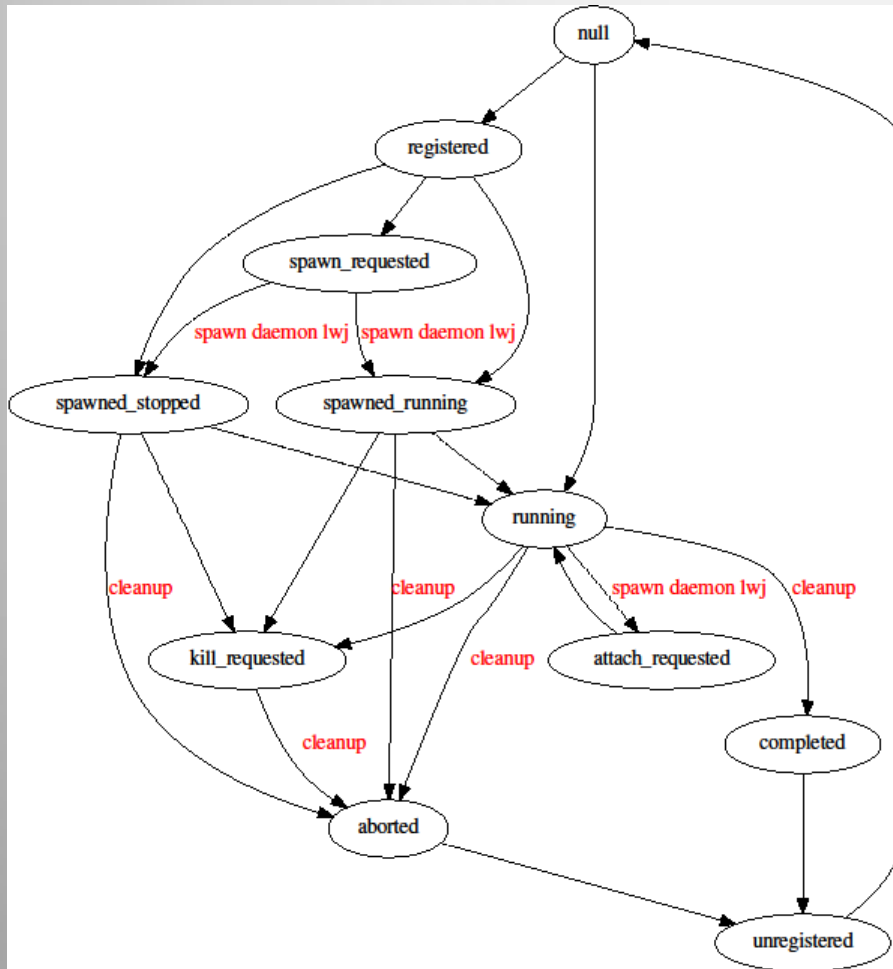 null
registered
spawn_requested
spawn daemon lwj
spawn daemon lwj
spawned_stopped
spawned_running
running
cleanup
cleanup
spawn daemon lwj
cleanup
kill_requested
cleanup
attach_requested
cleanup
completed
aborted
unregistered